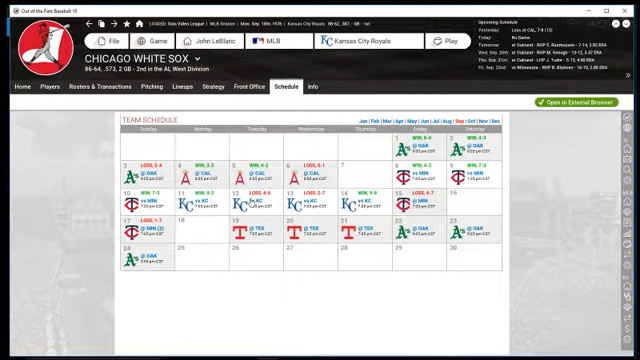 Out of the Park Baseball 18
LOADED: Solo Video League | MLB Season | Mon. Sep. 18th, 1978 | Kansas City Royals 88-62, .587, - GB - 1st
File Game John LeBlanc MLB Kansas City Royals Play
Upcoming Schedule
Yesterday Loss at CAL, 7-8 (12)
Today No Game
CHICAGO WHITE SOX
86-64, .573, 2 GB - 2nd in the AL West Division
Home Players Rosters & Transactions Pitching Lineups Strategy Front Office Schedule Info
Open in External Browser
TEAM SCHEDULE Jan | Feb | Mar | Apr | May | Jun | Jul | Aug | Sep | Oct | Nov | Dec
Sunday Monday Tuesday Wednesday Thursday Friday Saturday
1 WIN, 6-4 2 WIN, 4-3
@ OAK @ OAK
3 LOSS, 2-4 4 WIN, 3-2 5 WIN, 4-2 6 LOSS, 0-1 7 8 WIN, 4-3 9 WIN, 7-3
@ OAK @ CAL @ CAL @ CAL vs MIN vs MIN
10 WIN, 7-5 11 WIN, 4-2 12 LOSS, 4-6 13 LOSS, 2-7 14 WIN, 9-8 15 LOSS, 6-7 16
vs MIN vs KC vs KC vs KC vs KC @ MIN
17 LOSS, 1-7 18 19 20 21 22 23
@ MIN (2) @ TEX @ TEX @ TEX @ OAK @ OAK
24 25 26 27 28 29 30
@ OAK